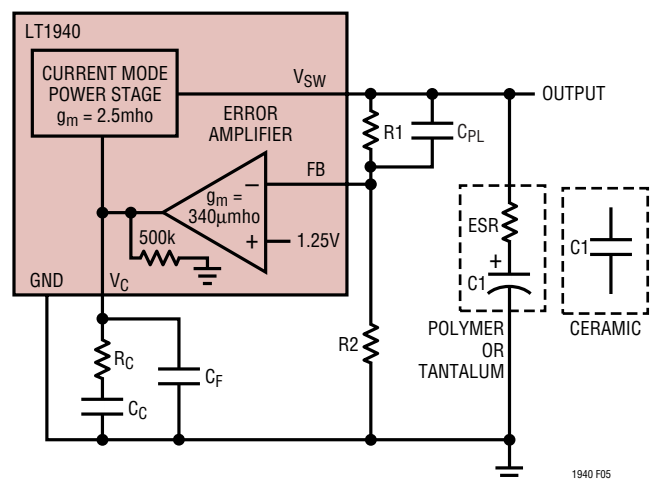 LT1940
CURRENT MODE
POWER STAGE
gm = 2.5mho
VSW
OUTPUT
ERROR
AMPLIFIER
R1
CPL
FB
–
gm =
340μmho
+
1.25V
500k
ESR
+
C1
C1
GND
VC
POLYMER
OR
TANTALUM
CERAMIC
R2
RC
CF
CC
1940 F05